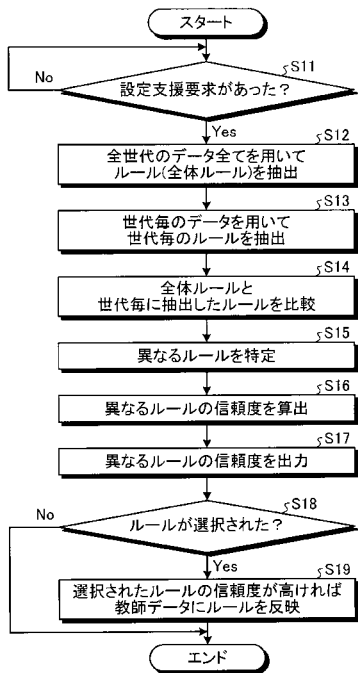 スタート
S11
設定支援要求があった?
No
Yes
S12
全世代のデータ全てを用いて
ルール(全体ルール)を抽出
S13
世代毎のデータを用いて
世代毎のルールを抽出
S14
全体ルールと
世代毎に抽出したルールを比較
S15
異なるルールを特定
S16
異なるルールの信頼度を算出
S17
異なるルールの信頼度を出力
S18
ルールが選択された?
No
Yes
S19
選択されたルールの信頼度が高ければ
教師データにルールを反映
エンド